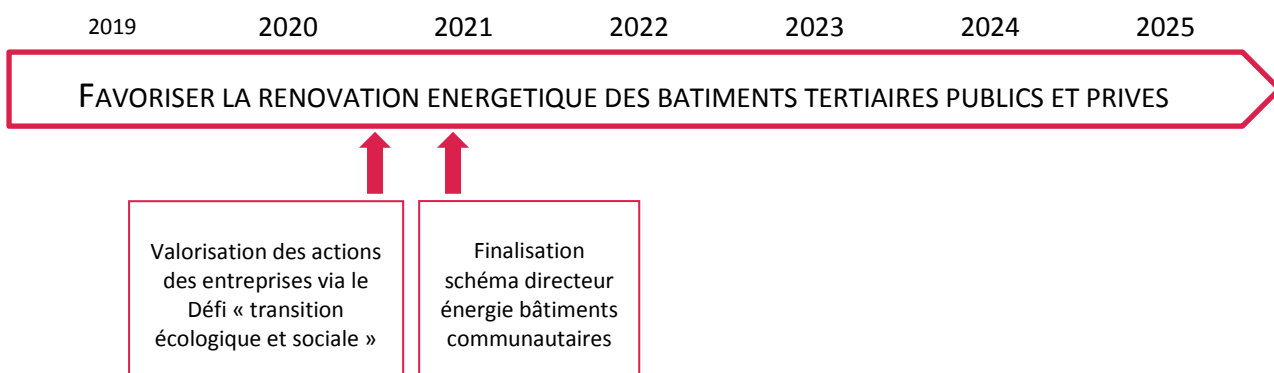 2019 2020 2021 2022 2023 2024 2025
FAVORISER LA RENOVATION ENERGETIQUE DES BATIMENTS TERTIAIRES PUBLICS ET PRIVES
Valorisation des actions
des entreprises via le
Défi « transition
écologique et sociale »
Finalisation
schéma directeur
énergie bâtiments
communautaires